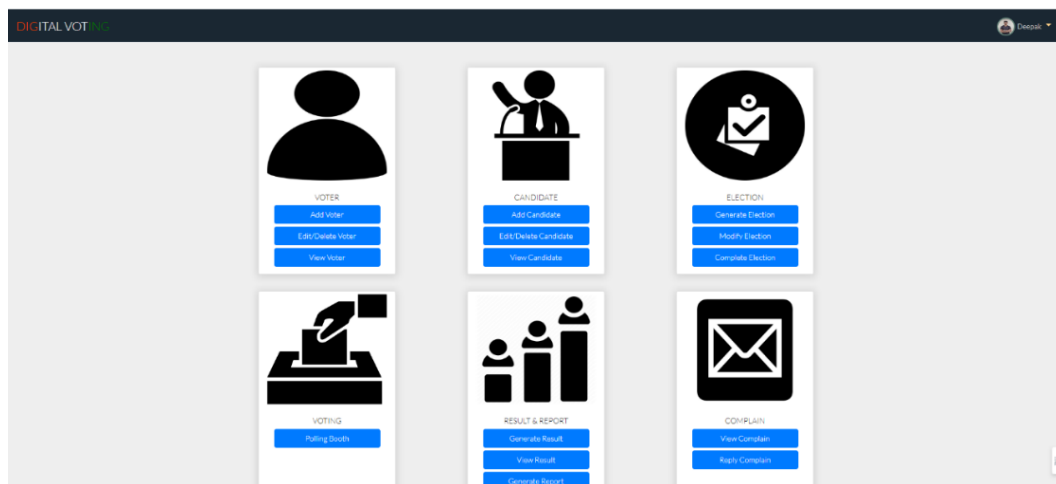 DIGITAL VOTING
Deepak
VOTER
Add Voter
Edit/Delete Voter
View Voter
CANDIDATE
Add Candidate
Edit/Delete Candidate
View Candidate
ELECTION
Generate Election
Modify Election
Complete Election
VOTING
Polling Booth
RESULT & REPORT
Generate Result
View Result
Generate Report
COMPLAIN
View Complain
Reply Complain